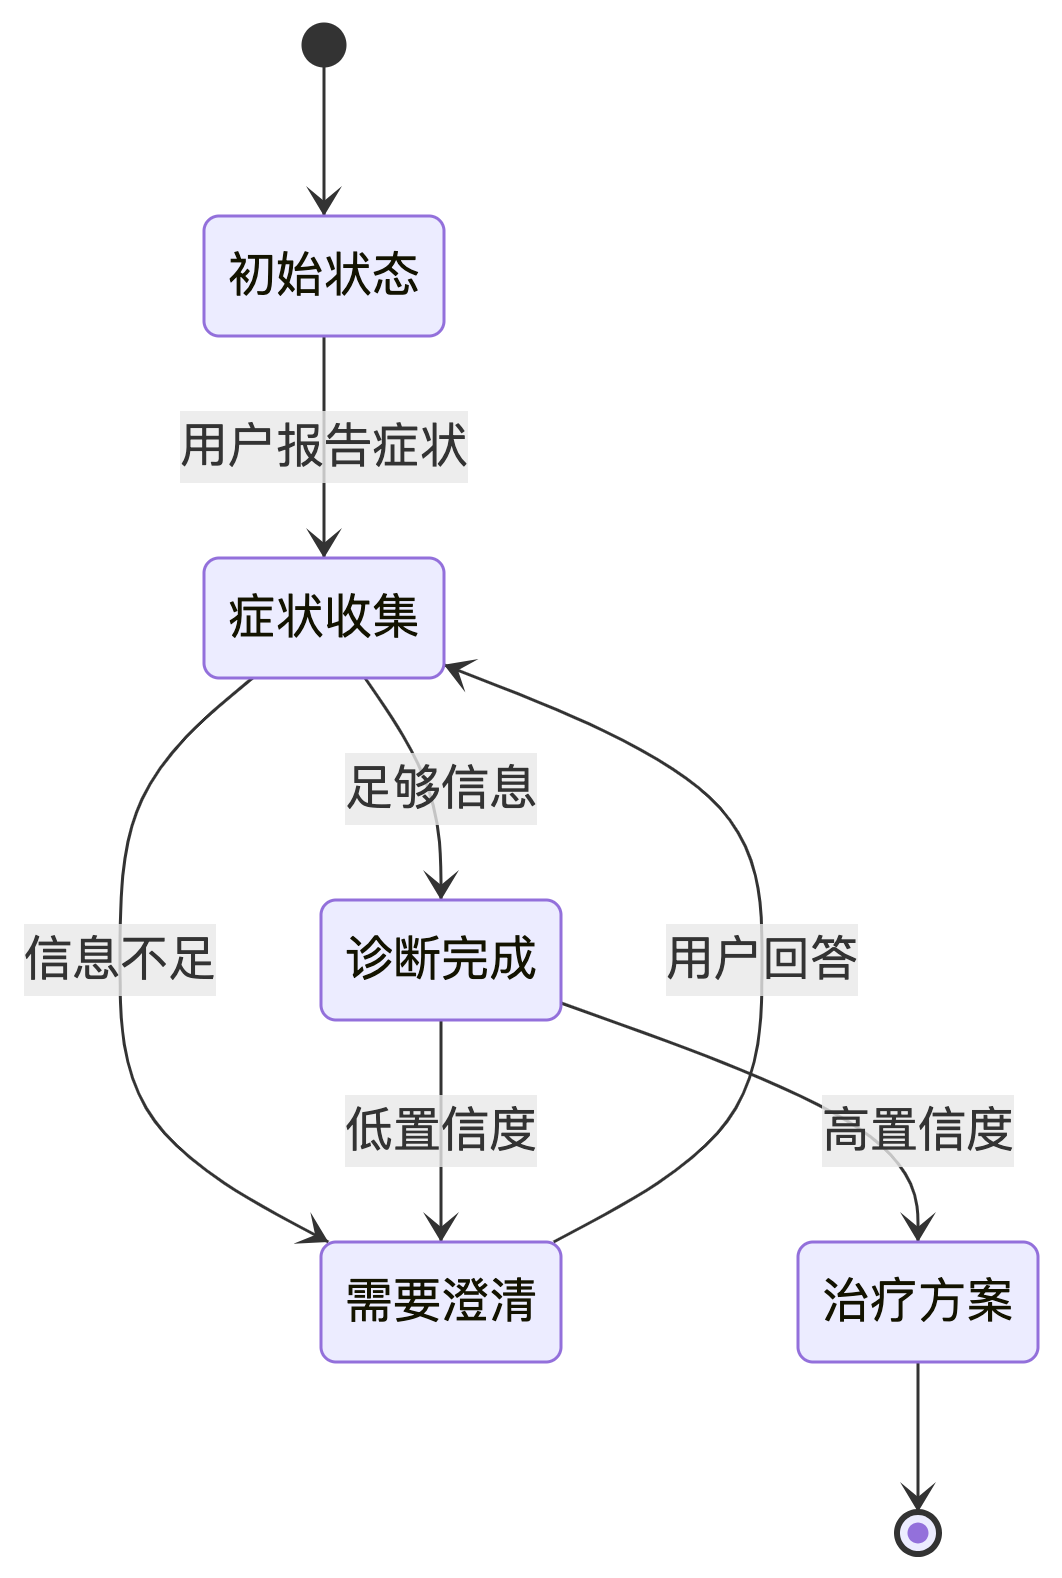 初始状态
用户报告症状
症状收集
足够信息
信息不足
诊断完成
用户回答
低置信度
高置信度
需要澄清
治疗方案